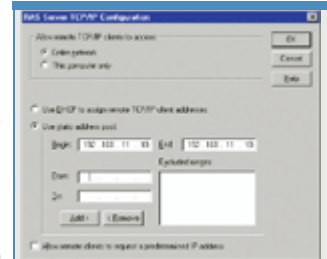 RAS Server TCP/IP Configuration
Allow remote TCP/IP clients to access:
Entire network
This computer only
OK
Cancel
Help
Use DHCP to assign remote TCP/IP client addresses
Use static address pool:
Begin:
End:
Excluded ranges
From:
To:
Add >
< Remove
Allow remote clients to request a predetermined IP address